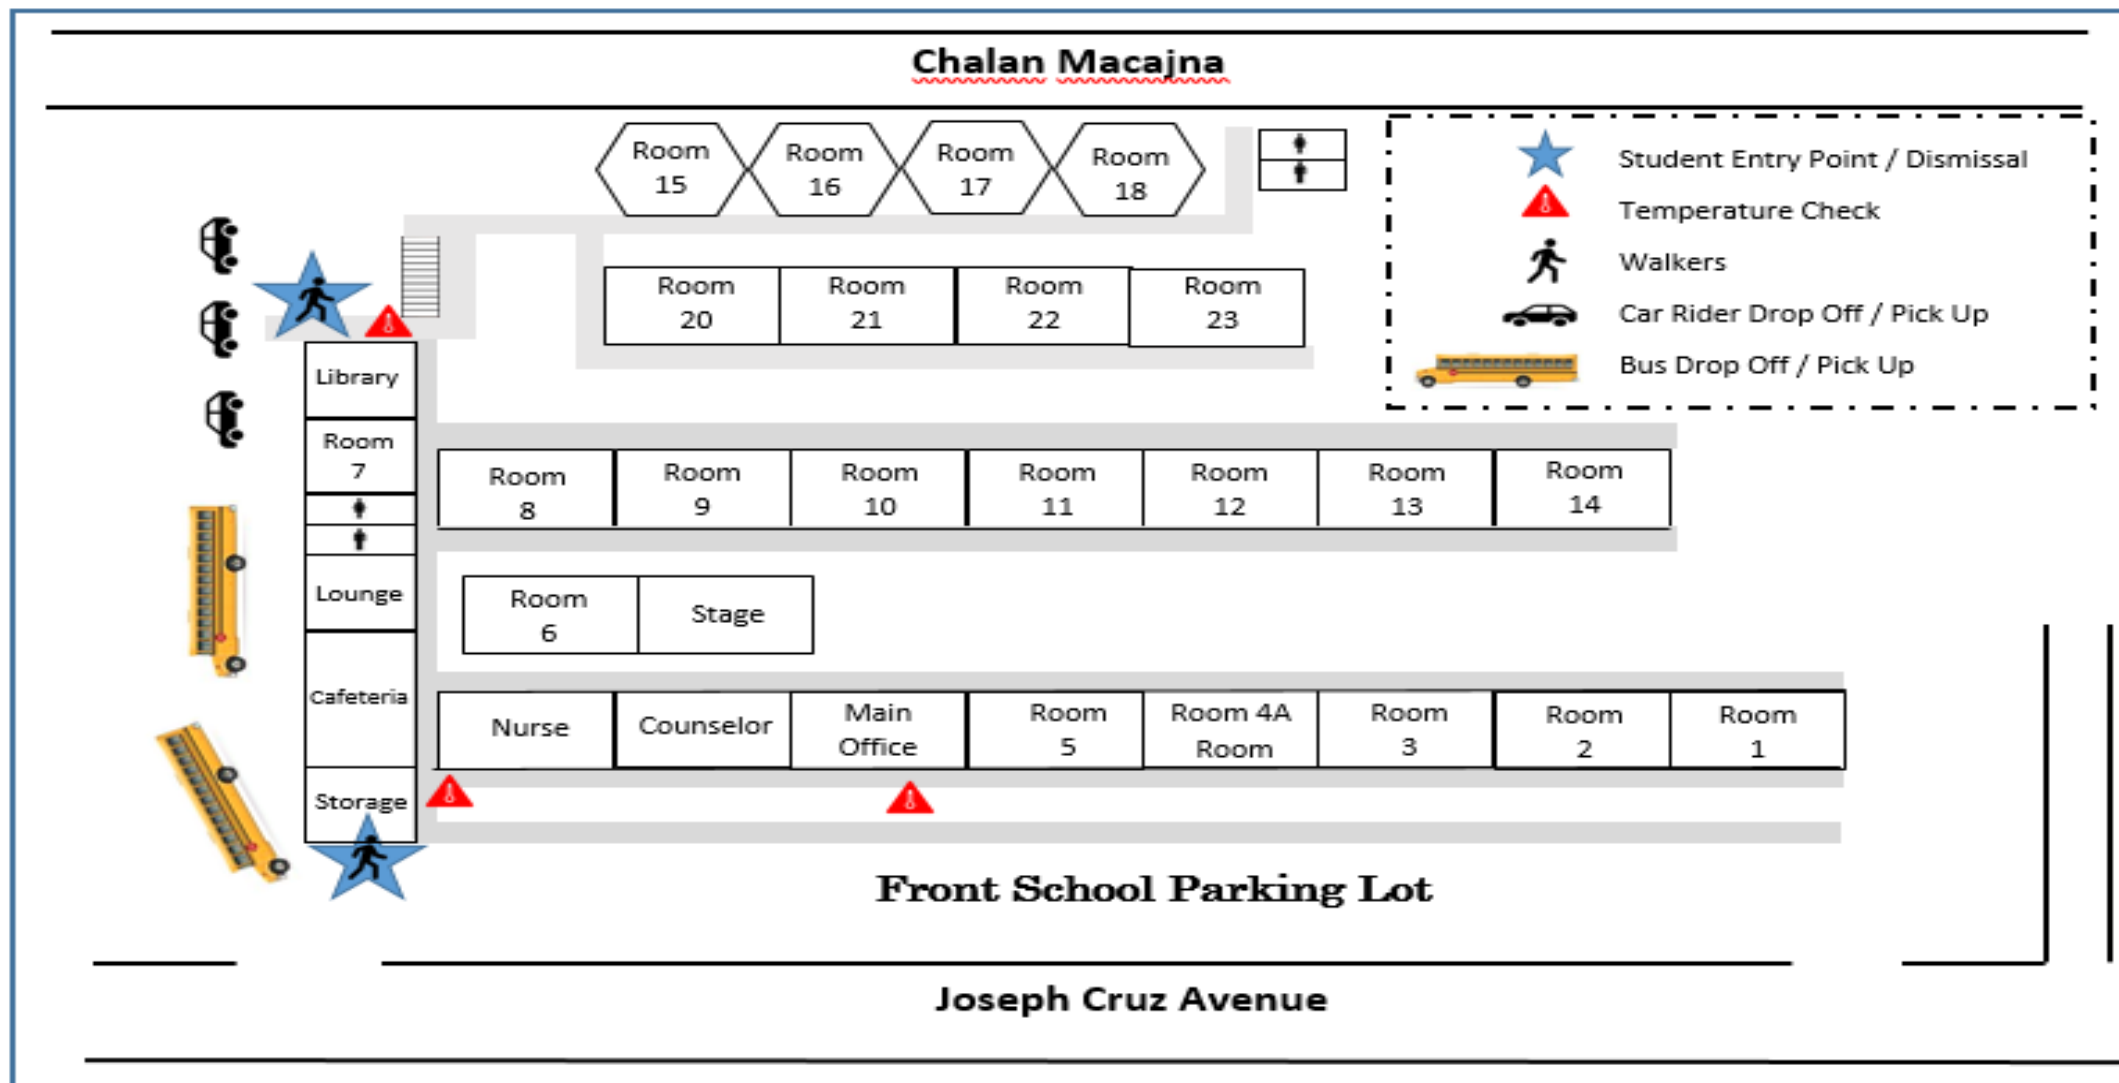 Chalan Macajna
Room
15
Room
16
Room
17
Room
18
Student Entry Point / Dismissal
Temperature Check
Walkers
Car Rider Drop Off / Pick Up
Bus Drop Off / Pick Up
Room
20
Room
21
Room
22
Room
23
Library
Room
7
Room
8
Room
9
Room
10
Room
11
Room
12
Room
13
Room
14
Lounge
Room
6
Stage
Cafeteria
Nurse
Counselor
Main
Office
Room
5
Room 4A
Room
Room
3
Room
2
Room
1
Storage
Front School Parking Lot
Joseph Cruz Avenue